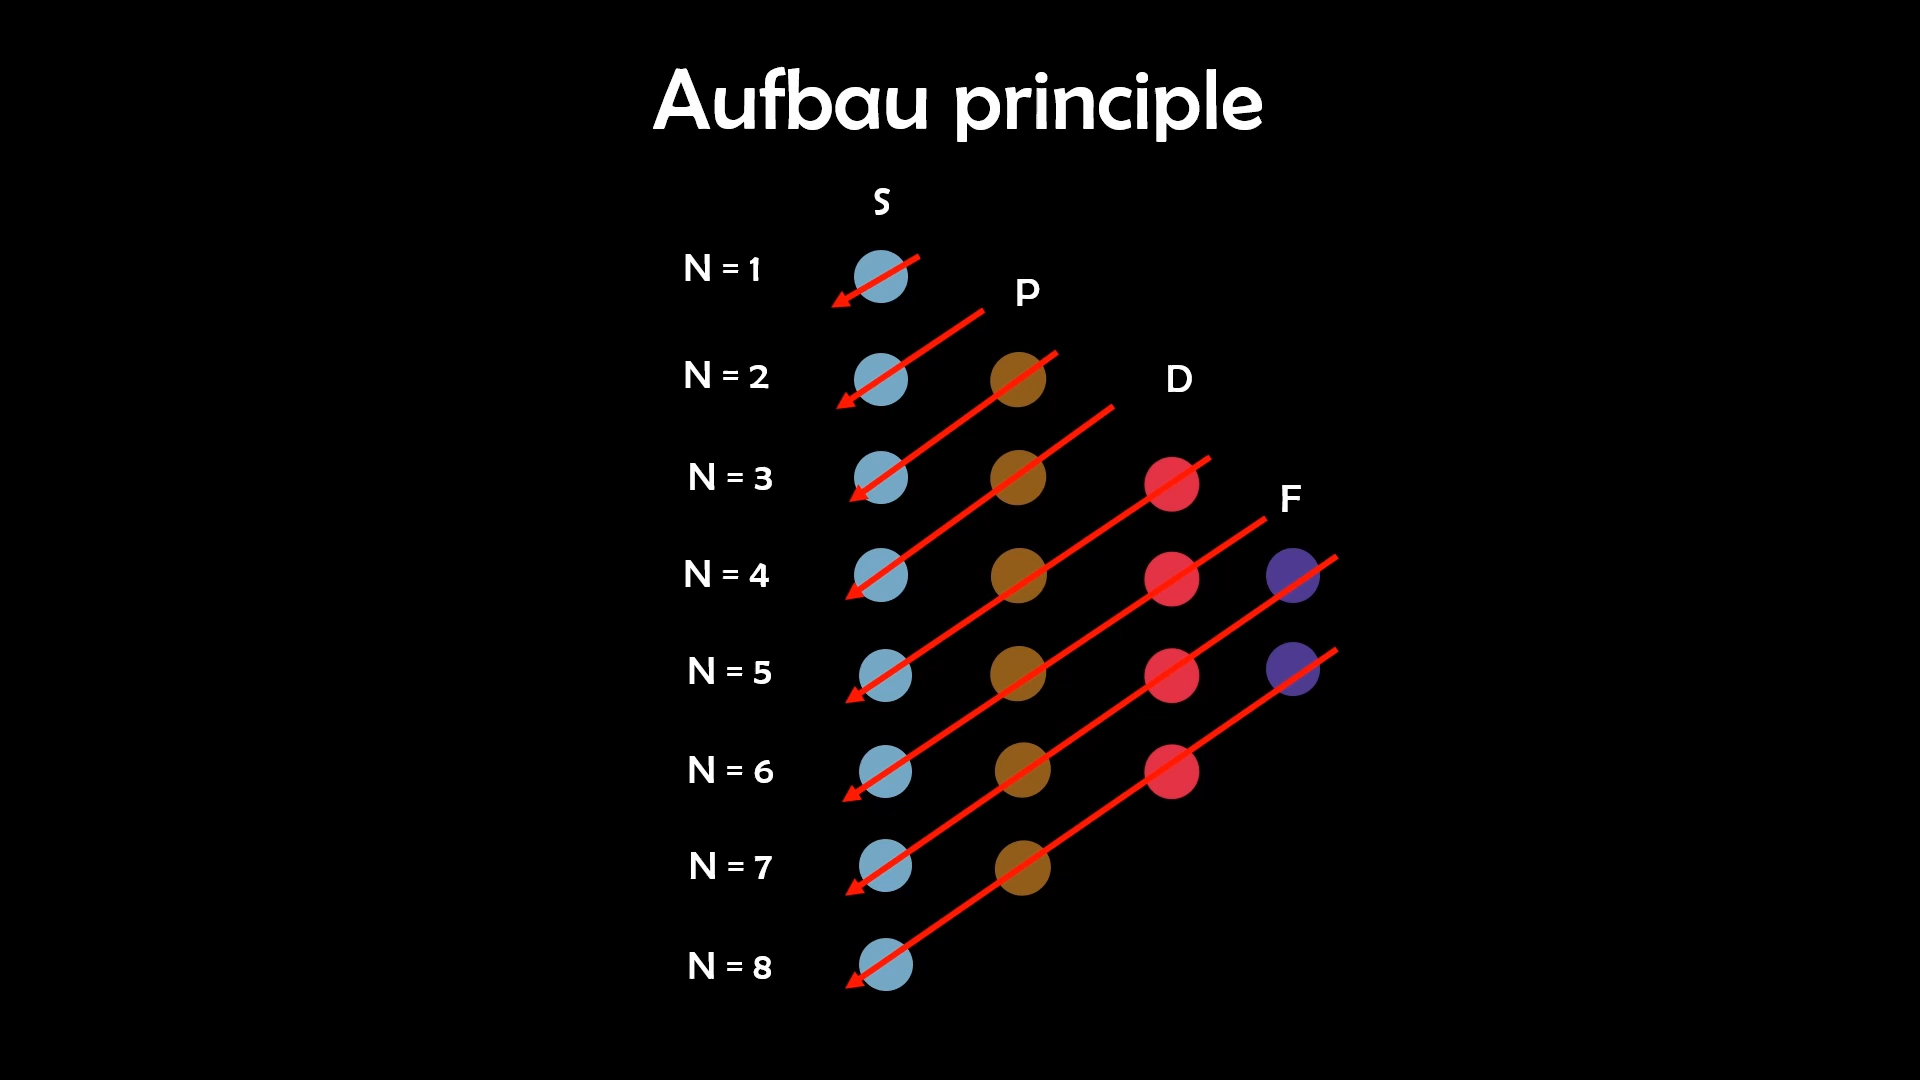 Aufbau principle
S
N = 1
P
N = 2
D
N = 3
F
N = 4
N = 5
N = 6
N = 7
N = 8